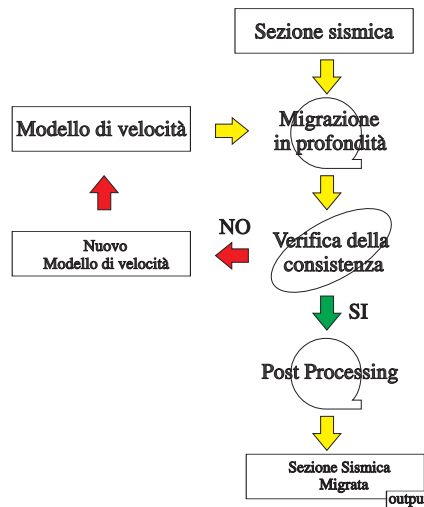 Sezione sismica
Modello di velocità
Migrazione
in profondità
NO
Nuovo
Modello di velocità
Verifica della
consistenza
SI
Post Processing
Sezione Sismica
Migrata
outpu